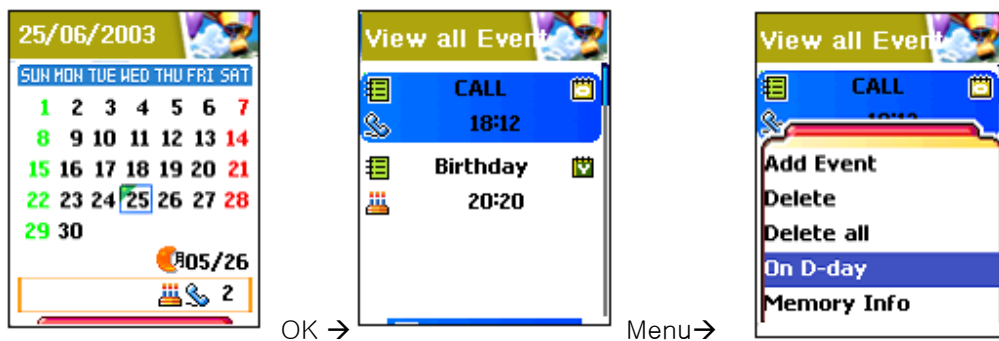 25/06/2003
SUN MON TUE WED THU FRI SAT
1 2 3 4 5 6 7
8 9 10 11 12 13 14
15 16 17 18 19 20 21
22 23 24 25 26 27 28
29 30
05/26
2
OK →
View all Event
CALL
18:12
Birthday
20:20
Menu→
View all Event
CALL
Add Event
Delete
Delete all
On D-day
Memory Info